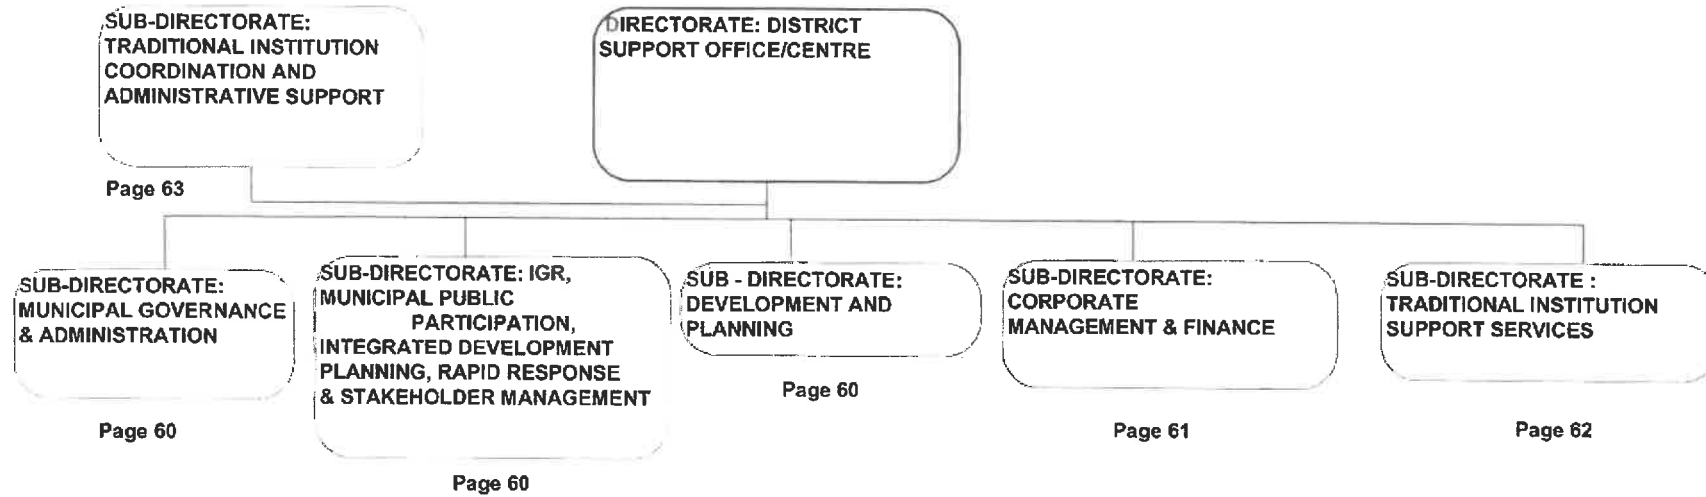 SUB-DIRECTORATE:
TRADITIONAL INSTITUTION
COORDINATION AND
ADMINISTRATIVE SUPPORT
Page 63
DIRECTORATE: DISTRICT
SUPPORT OFFICE/CENTRE
SUB-DIRECTORATE:
MUNICIPAL GOVERNANCE
& ADMINISTRATION
Page 60
SUB-DIRECTORATE: IGR,
MUNICIPAL PUBLIC
PARTICIPATION,
INTEGRATED DEVELOPMENT
PLANNING, RAPID RESPONSE
& STAKEHOLDER MANAGEMENT
Page 60
SUB - DIRECTORATE:
DEVELOPMENT AND
PLANNING
Page 60
SUB-DIRECTORATE:
CORPORATE
MANAGEMENT & FINANCE
Page 61
SUB-DIRECTORATE :
TRADITIONAL INSTITUTION
SUPPORT SERVICES
Page 62